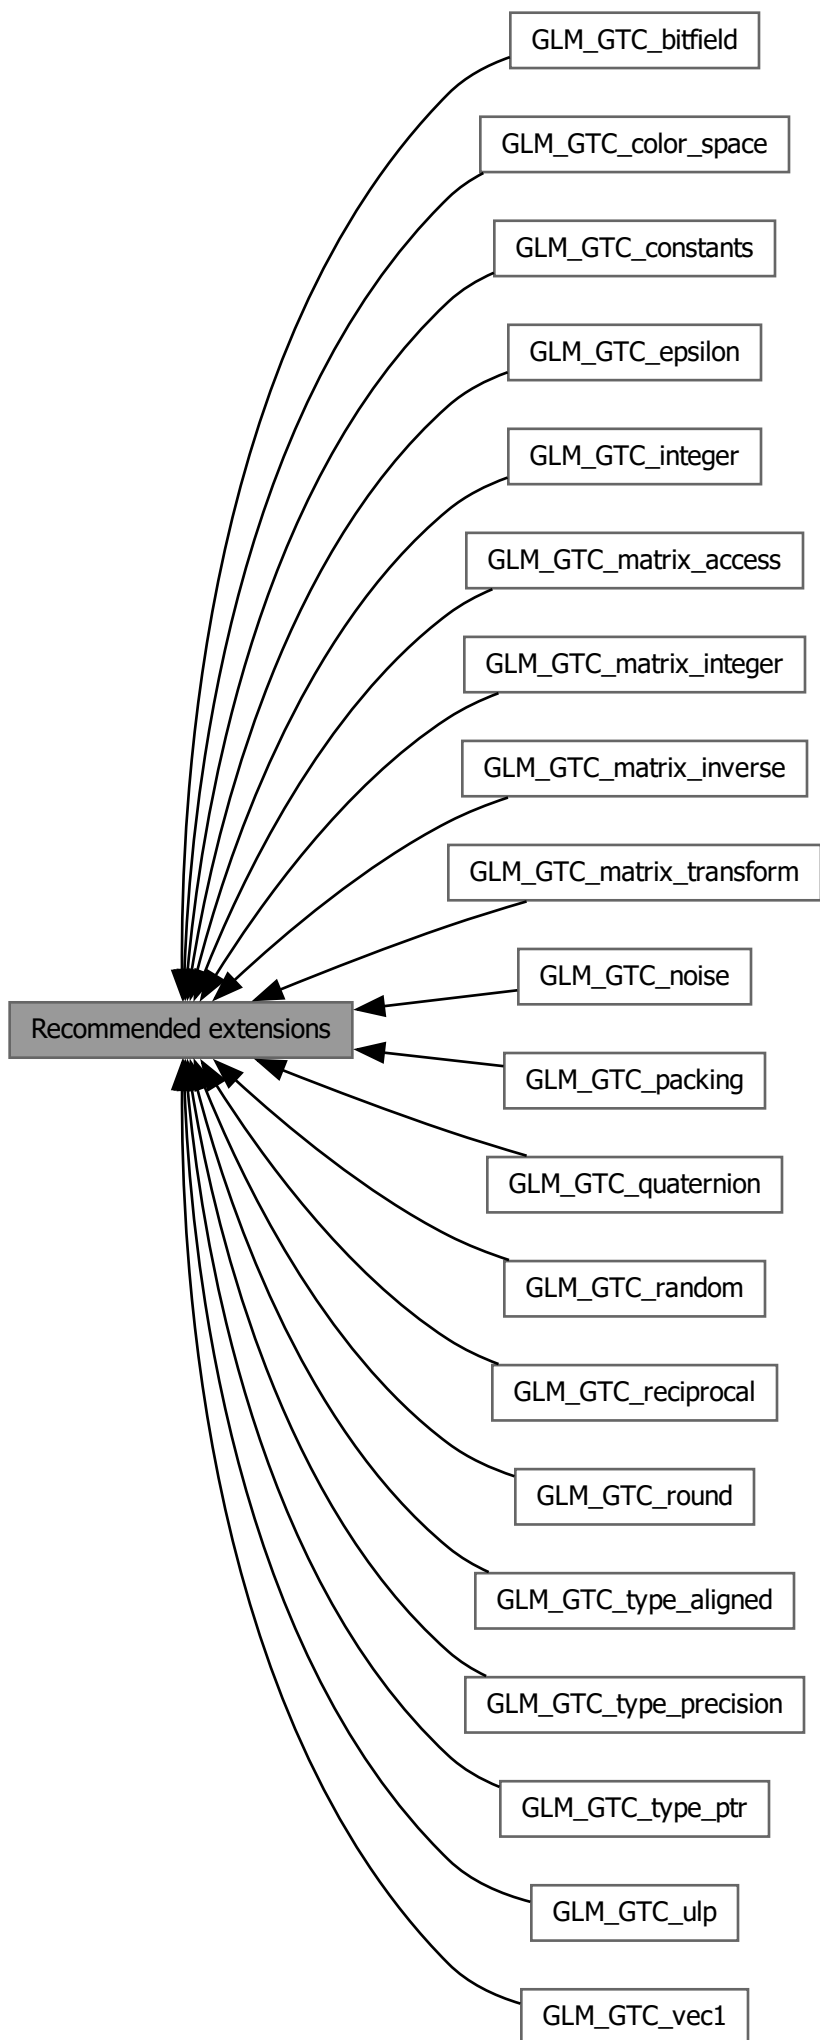 GLM_GTC_bitfield
GLM_GTC_color_space
GLM_GTC_constants
GLM_GTC_epsilon
GLM_GTC_integer
GLM_GTC_matrix_access
GLM_GTC_matrix_integer
GLM_GTC_matrix_inverse
GLM_GTC_matrix_transform
GLM_GTC_noise
Recommended extensions
GLM_GTC_packing
GLM_GTC_quaternion
GLM_GTC_random
GLM_GTC_reciprocal
GLM_GTC_round
GLM_GTC_type_aligned
GLM_GTC_type_precision
GLM_GTC_type_ptr
GLM_GTC_ulp
GLM_GTC_vec1